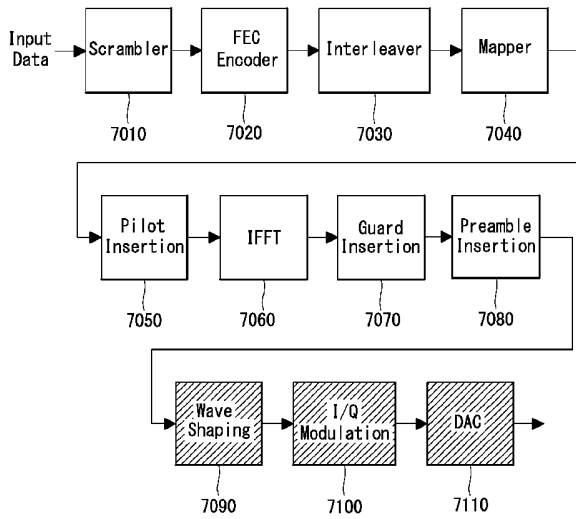 Input
Data
Scrambler
FEC
Encoder
Interleaver
Mapper
7010
7020
7030
7040
Pilot
Insertion
IFFT
Guard
Insertion
Preamble
Insertion
7050
7060
7070
7080
Wave
Shaping
I/Q
Modulation
DAC
7090
7100
7110